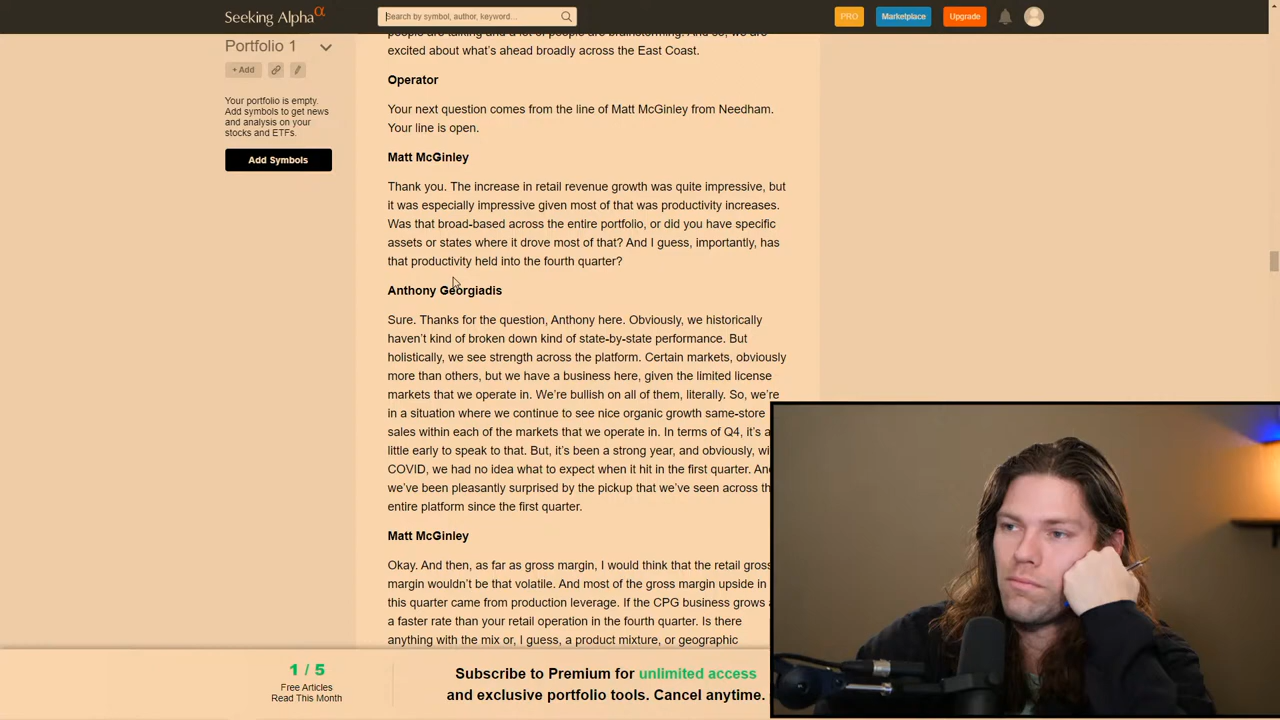 Seeking Alpha α
Search by symbol, author, keyword...
PRO
Marketplace
Upgrade
Portfolio 1
+ Add
Your portfolio is empty.
Add symbols to get news
and analysis on your
stocks and ETFs.
Add Symbols
people are talking and a lot of people are brainstorming. And so, we are
excited about what's ahead broadly across the East Coast.
Operator
Your next question comes from the line of Matt McGinley from Needham.
Your line is open.
Matt McGinley
Thank you. The increase in retail revenue growth was quite impressive, but
it was especially impressive given most of that was productivity increases.
Was that broad-based across the entire portfolio, or did you have specific
assets or states where it drove most of that? And I guess, importantly, has
that productivity held into the fourth quarter?
Anthony Georgiadis
Sure. Thanks for the question, Anthony here. Obviously, we historically
haven't kind of broken down kind of state-by-state performance. But
holistically, we see strength across the platform. Certain markets, obviously
more than others, but we have a business here, given the limited license
markets that we operate in. We're bullish on all of them, literally. So, we're
in a situation where we continue to see nice organic growth same-store
sales within each of the markets that we operate in. In terms of Q4, it's a
little early to speak to that. But, it's been a strong year, and obviously, wi
COVID, we had no idea what to expect when it hit in the first quarter. An
we've been pleasantly surprised by the pickup that we've seen across th
entire platform since the first quarter.
Matt McGinley
Okay. And then, as far as gross margin, I would think that the retail gross
margin wouldn't be that volatile. And most of the gross margin upside in
this quarter came from production leverage. If the CPG business grows a
a faster rate than your retail operation in the fourth quarter. Is there
anything with the mix or, I guess, a product mixture, or geographic
1 / 5
Free Articles
Read This Month
Subscribe to Premium for unlimited access
and exclusive portfolio tools. Cancel anytime.